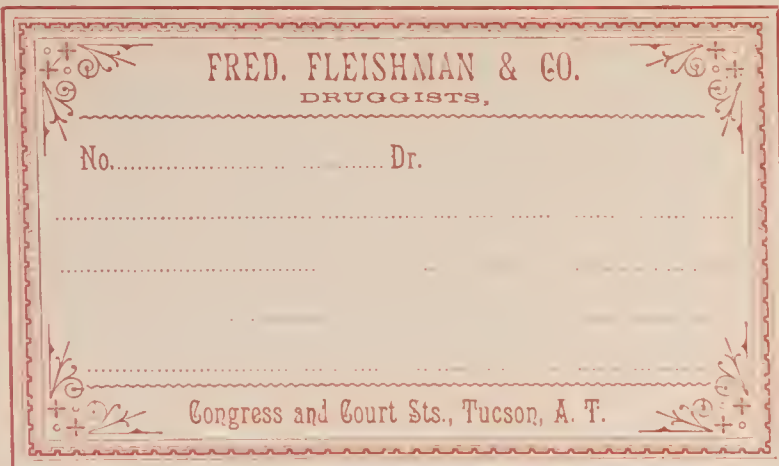 FRED. FLEISHMAN & CO.
DRUGGISTS,
No.................................... Dr.
Congress and Court Sts., Tucson, A. T.